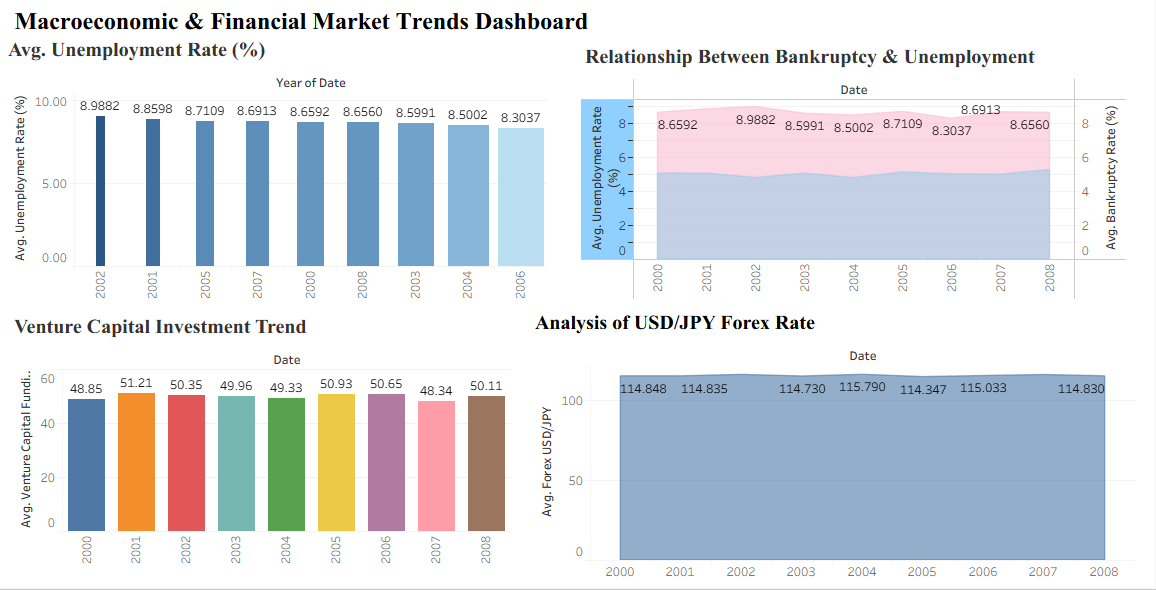 Macroeconomic & Financial Market Trends Dashboard
Avg. Unemployment Rate (%)
Year of Date
Avg. Unemployment Rate (%)
10.00
5.00
0.00
8.9882 8.8598 8.7109 8.6913 8.6592 8.6560 8.5991 8.5002 8.3037
2002 2001 2005 2007 2000 2008 2003 2004 2006
Relationship Between Bankruptcy & Unemployment
Date
Avg. Unemployment Rate
(%)
8
6
4
2
0
8.6592 8.9882 8.5991 8.5002 8.7109 8.3037 8.6913 8.6560
8
6
4
2
0
Avg. Bankruptcy Rate (%)
2000 2001 2002 2003 2004 2005 2006 2007 2008
Venture Capital Investment Trend
Date
Avg. Venture Capital Fundi..
60
40
20
0
48.85 51.21 50.35 49.96 49.33 50.93 50.65 48.34 50.11
2000 2001 2002 2003 2004 2005 2006 2007 2008
Analysis of USD/JPY Forex Rate
Date
Avg. Forex USD/JPY
100
50
0
114.848 114.835 114.730 115.790 114.347 115.033 114.830
2000 2001 2002 2003 2004 2005 2006 2007 2008